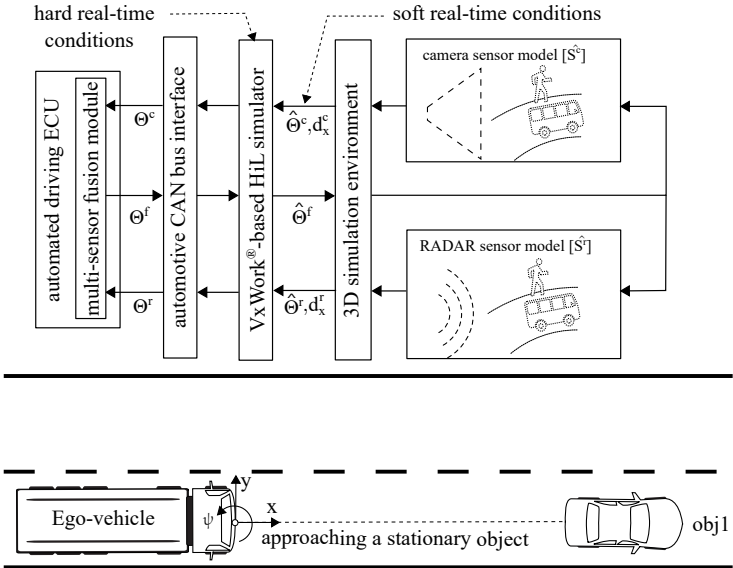 hard real-time
conditions
soft real-time conditions
automated driving ECU
multi-sensor fusion module
Θᶜ
Θᶠ
Θʳ
automotive CAN bus interface
VxWork®-based HiL simulator
Θ̂ᶜ,dₓᶜ
Θ̂ᶠ
Θ̂ʳ,dₓʳ
3D simulation environment
camera sensor model [Ŝᶜ]
RADAR sensor model [Ŝʳ]
Ego-vehicle
ψ
y
x
approaching a stationary object
obj1